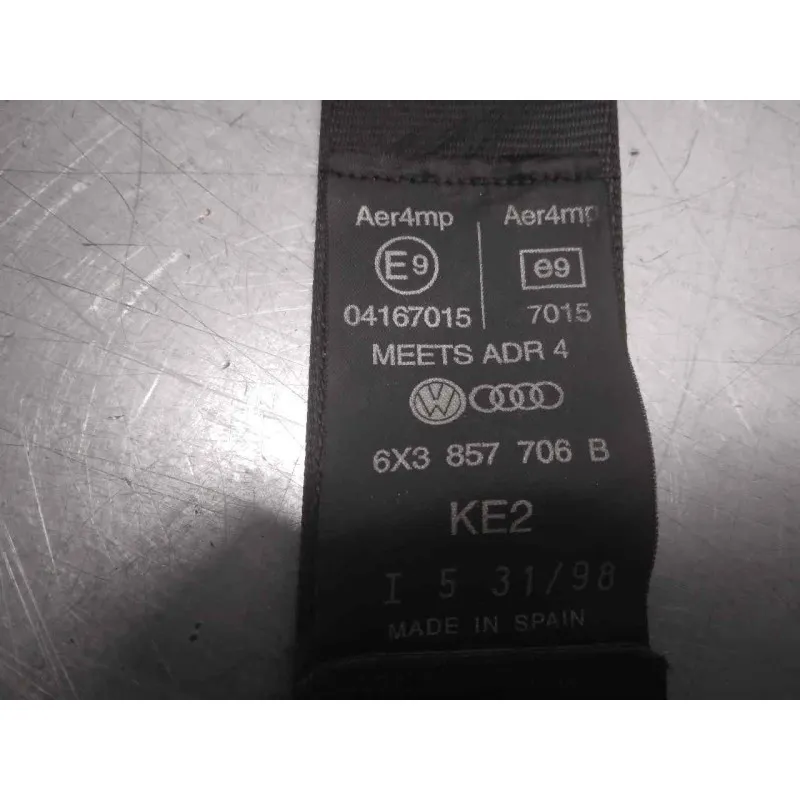 Aer4mp Aer4mp
E9 e9
04167015 7015
MEETS ADR 4
VW
6X3 857 706 B
KE2
I 5 31/98
MADE IN SPAIN